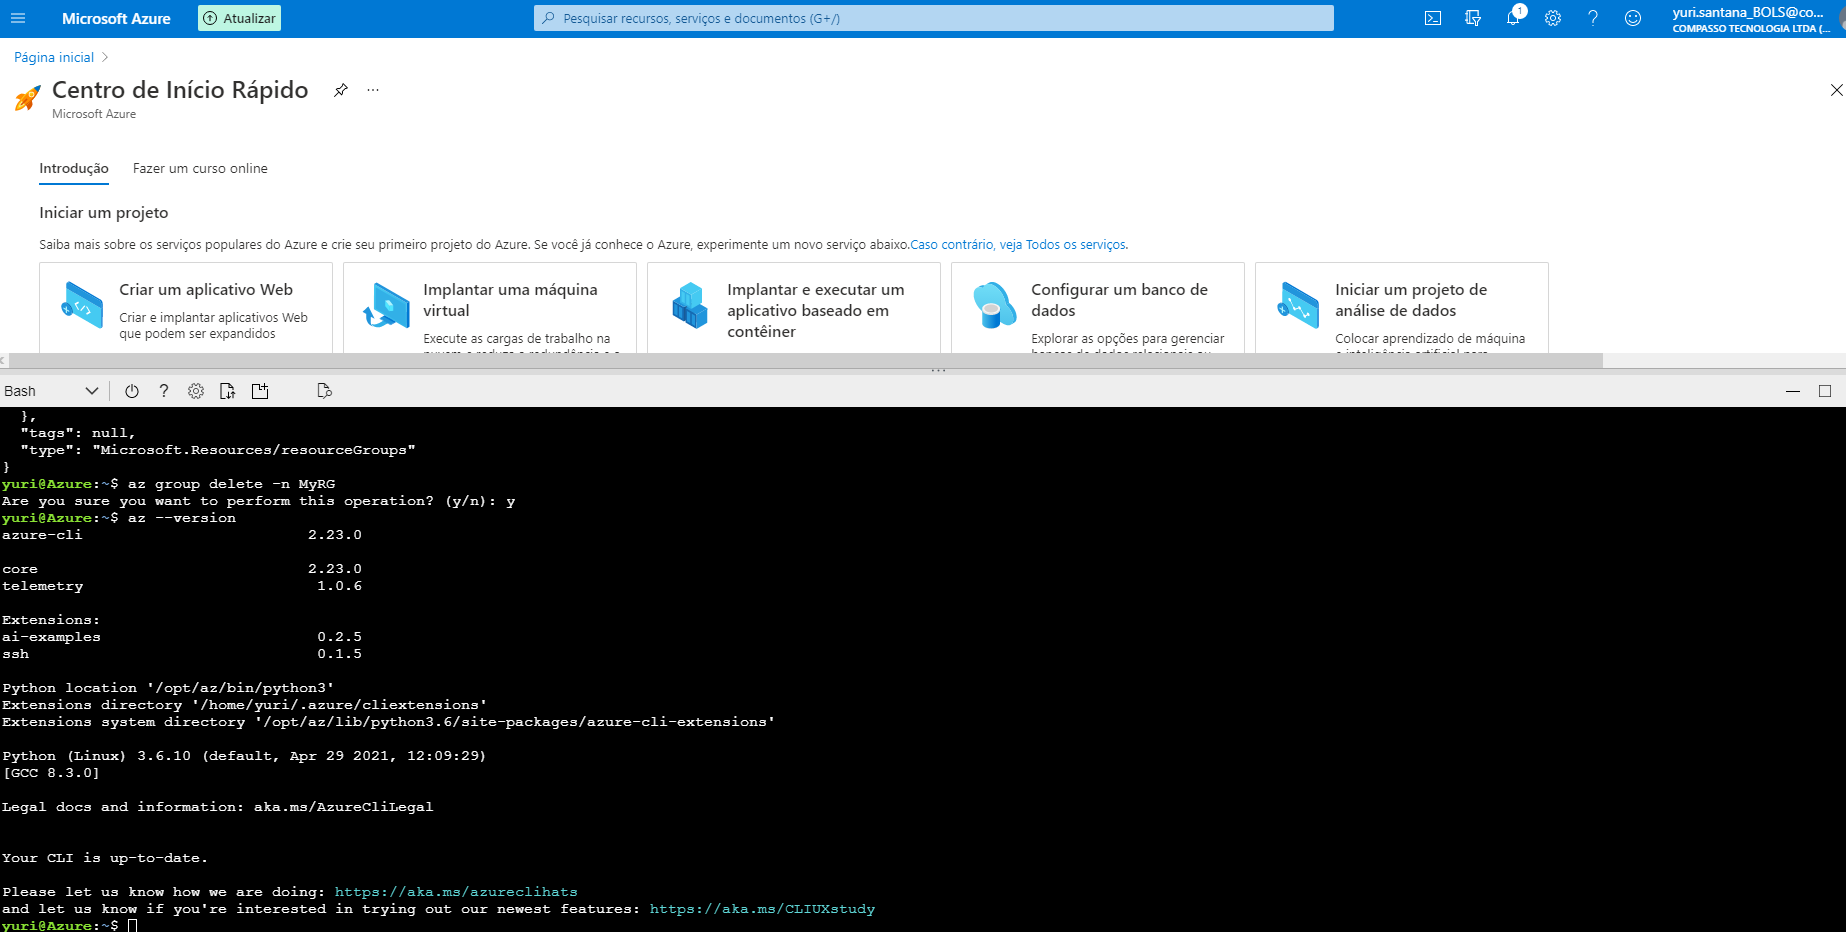 Microsoft Azure
Atualizar
Pesquisar recursos, serviços e documentos (G+/)
1
yuri.santana_BOLS@co...
COMPASSO TECNOLOGIA LTDA (...
Página inicial
Centro de Início Rápido
...
Microsoft Azure
Introdução
Fazer um curso online
Iniciar um projeto
Saiba mais sobre os serviços populares do Azure e crie seu primeiro projeto do Azure. Se você já conhece o Azure, experimente um novo serviço abaixo.Caso contrário, veja Todos os serviços.
Criar um aplicativo Web
Criar e implantar aplicativos Web
que podem ser expandidos
Implantar uma máquina
virtual
Execute as cargas de trabalho na
Implantar e executar um
aplicativo baseado em
contêiner
Configurar um banco de
dados
Explorar as opções para gerenciar
Iniciar um projeto de
análise de dados
Colocar aprendizado de máquina
Bash
},
"tags": null,
"type": "Microsoft.Resources/resourceGroups"
}
yuri@Azure:~$ az group delete -n MyRG
Are you sure you want to perform this operation? (y/n): y
yuri@Azure:~$ az --version
azure-cli 2.23.0
core 2.23.0
telemetry 1.0.6
Extensions:
ai-examples 0.2.5
ssh 0.1.5
Python location '/opt/az/bin/python3'
Extensions directory '/home/yuri/.azure/cliextensions'
Extensions system directory '/opt/az/lib/python3.6/site-packages/azure-cli-extensions'
Python (Linux) 3.6.10 (default, Apr 29 2021, 12:09:29)
[GCC 8.3.0]
Legal docs and information: aka.ms/AzureCliLegal
Your CLI is up-to-date.
Please let us know how we are doing: https://aka.ms/azureclihats
and let us know if you're interested in trying out our newest features: https://aka.ms/CLIUXstudy
yuri@Azure:~$